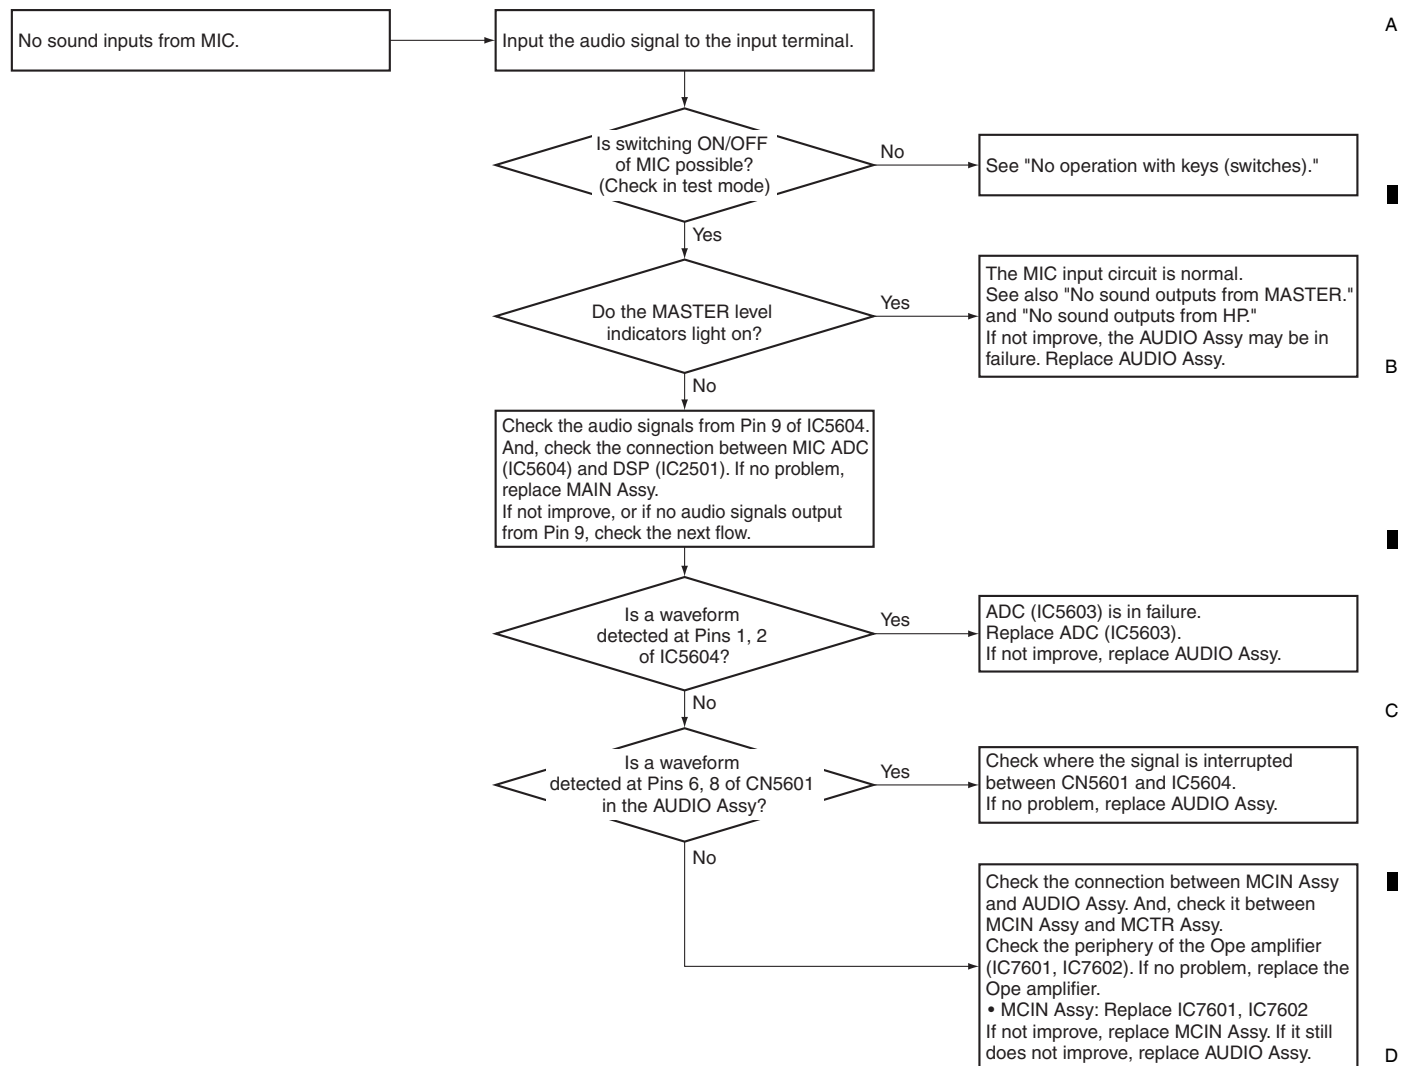 No sound inputs from MIC.
Input the audio signal to the input terminal.
A
Is switching ON/OFF
of MIC possible?
(Check in test mode)
No
See "No operation with keys (switches)."
Yes
Do the MASTER level
indicators light on?
Yes
The MIC input circuit is normal.
See also "No sound outputs from MASTER."
and "No sound outputs from HP."
If not improve, the AUDIO Assy may be in
failure. Replace AUDIO Assy.
B
No
Check the audio signals from Pin 9 of IC5604.
And, check the connection between MIC ADC
(IC5604) and DSP (IC2501). If no problem,
replace MAIN Assy.
If not improve, or if no audio signals output
from Pin 9, check the next flow.
Is a waveform
detected at Pins 1, 2
of IC5604?
Yes
ADC (IC5603) is in failure.
Replace ADC (IC5603).
If not improve, replace AUDIO Assy.
No
C
Is a waveform
detected at Pins 6, 8 of CN5601
in the AUDIO Assy?
Yes
Check where the signal is interrupted
between CN5601 and IC5604.
If no problem, replace AUDIO Assy.
No
Check the connection between MCIN Assy
and AUDIO Assy. And, check it between
MCIN Assy and MCTR Assy.
Check the periphery of the Ope amplifier
(IC7601, IC7602). If no problem, replace the
Ope amplifier.
• MCIN Assy: Replace IC7601, IC7602
If not improve, replace MCIN Assy. If it still
does not improve, replace AUDIO Assy.
D